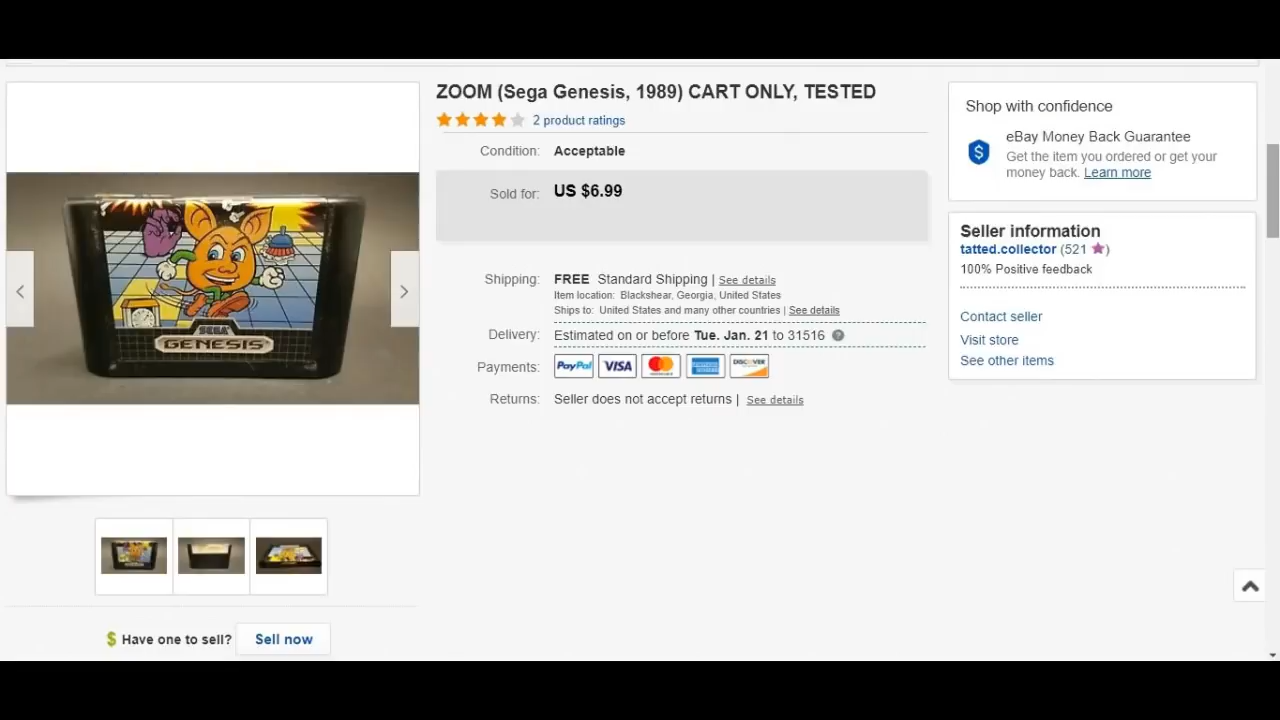 ZOOM (Sega Genesis, 1989) CART ONLY, TESTED
2 product ratings
Condition: Acceptable
Sold for: US $6.99
Shipping: FREE Standard Shipping | See details
Item location: Blackshear, Georgia, United States
Ships to: United States and many other countries | See details
Delivery: Estimated on or before Tue. Jan. 21 to 31516 ?
Payments: PayPal VISA MasterCard AMERICAN EXPRESS DISCOVER
Returns: Seller does not accept returns | See details
SEGA
GENESIS
$ Have one to sell? Sell now
Shop with confidence
$ eBay Money Back Guarantee
Get the item you ordered or get your
money back. Learn more
Seller information
tatted.collector (521 )
100% Positive feedback
Contact seller
Visit store
See other items